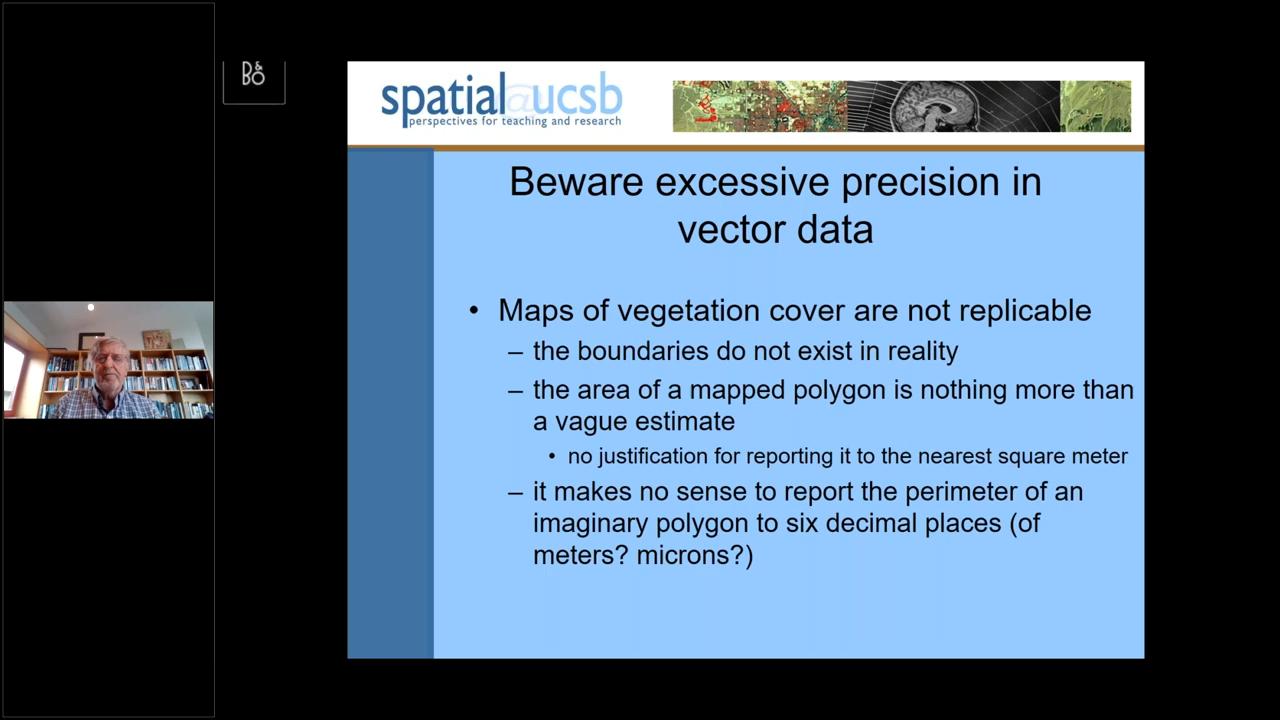 B&
BO
spatial@ucsb
perspectives for teaching and research
Beware excessive precision in
vector data
• Maps of vegetation cover are not replicable
– the boundaries do not exist in reality
– the area of a mapped polygon is nothing more than
a vague estimate
• no justification for reporting it to the nearest square meter
– it makes no sense to report the perimeter of an
imaginary polygon to six decimal places (of
meters? microns?)